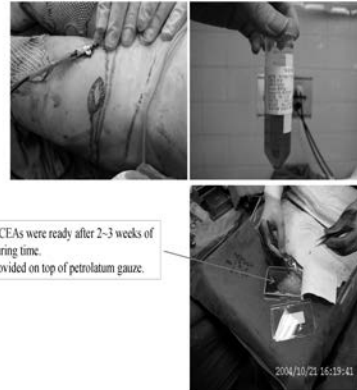 CEAs were ready after 2~3 weeks of
uring time.
ovided on top of petrolatum gauze.
2004/10/21 16:19:41